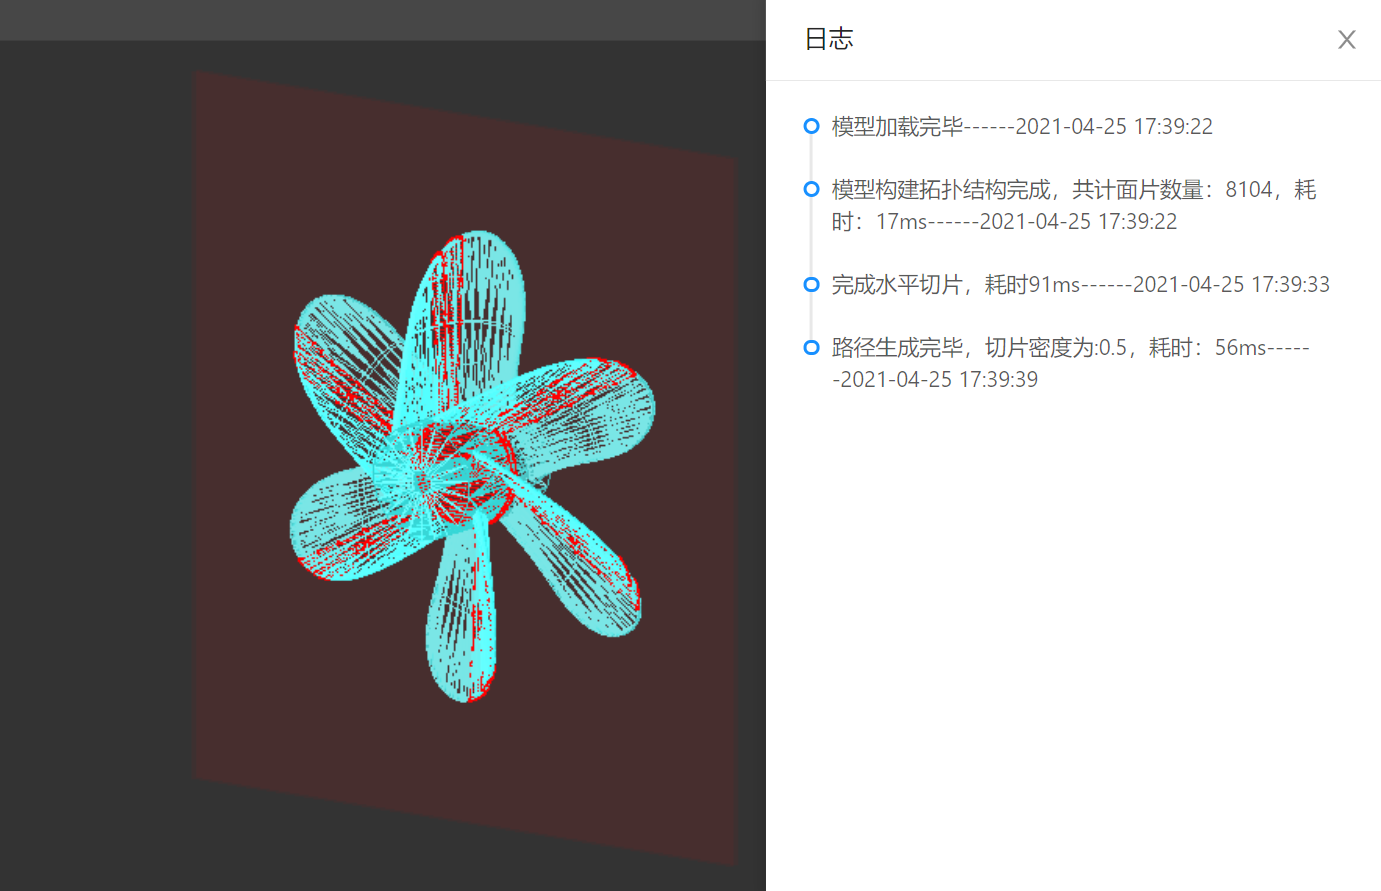 日志
模型加载完毕------2021-04-25 17:39:22
模型构建拓扑结构完成，共计面片数量：8104，耗
时：17ms------2021-04-25 17:39:22
完成水平切片，耗时91ms------2021-04-25 17:39:33
路径生成完毕，切片密度为:0.5，耗时：56ms-----
-2021-04-25 17:39:39